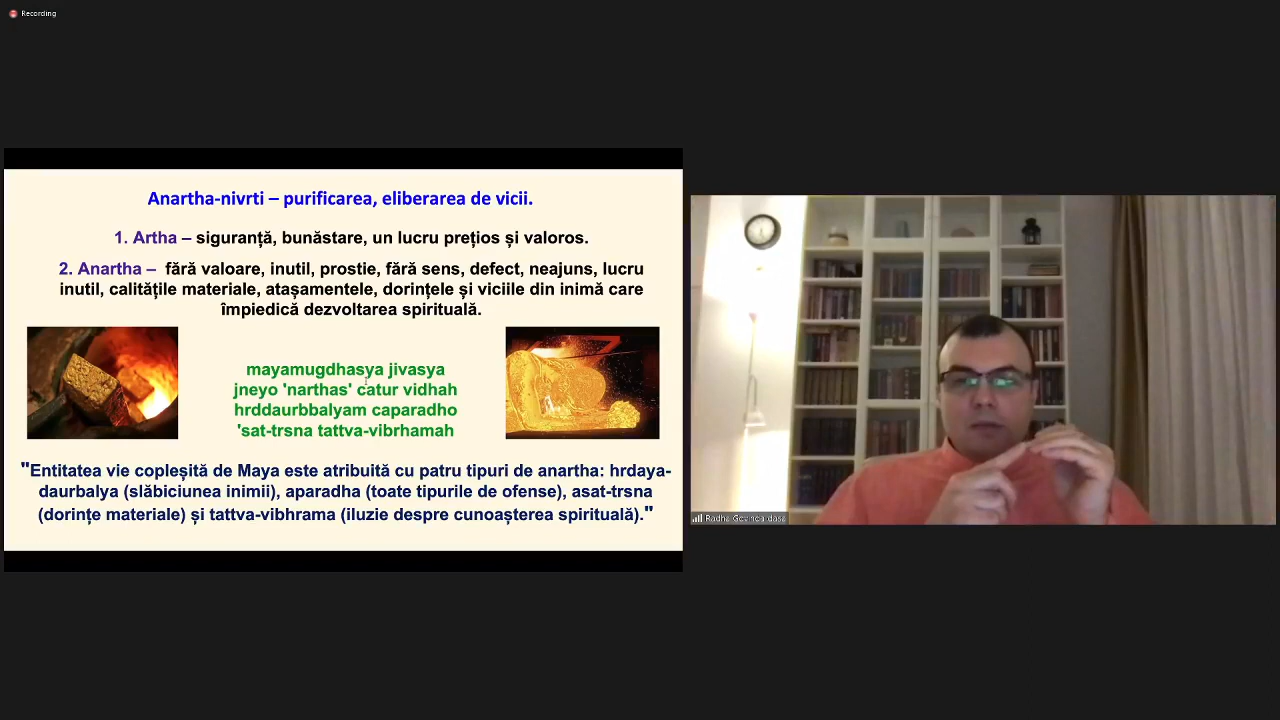 Recording
Anartha-nivrti – purificarea, eliberarea de vicii.
1. Artha – siguranță, bunăstare, un lucru prețios și valoros.
2. Anartha – fără valoare, inutil, prostie, fără sens, defect, neajuns, lucru
inutil, calitățile materiale, atașamentele, dorințele și viciile din inimă care
împiedică dezvoltarea spirituală.
mayamugdhasya jivasya
jneyo 'narthas' catur vidhah
hrddaurbbalyam caparadho
'sat-trsna tattva-vibrhamah
"Entitatea vie copleșită de Maya este atribuită cu patru tipuri de anartha: hrdaya-
daurbalya (slăbiciunea inimii), aparadha (toate tipurile de ofense), asat-trsna
(dorințe materiale) și tattva-vibhrama (iluzie despre cunoașterea spirituală)."
Radha Govinda dasa